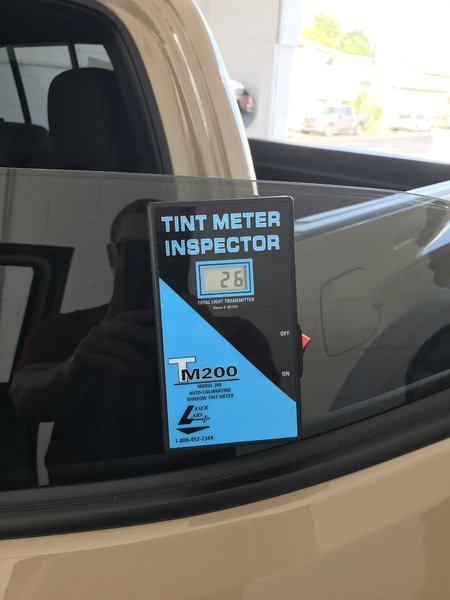 TINT METER
INSPECTOR
26
TOTAL LIGHT TRANSMITTED
OFF
TM200
ON
MODEL 200
AUTO-CALIBRATING
WINDOW TINT METER
LASER
LABS
1-800-452-2344